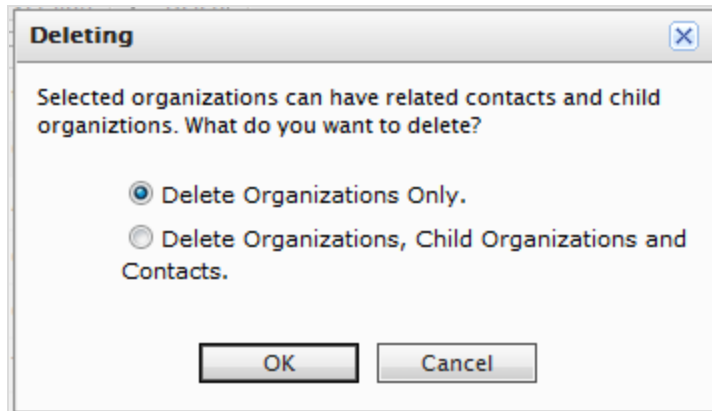 Deleting
Selected organizations can have related contacts and child
organiztions. What do you want to delete?
Delete Organizations Only.
Delete Organizations, Child Organizations and
Contacts.
OK
Cancel